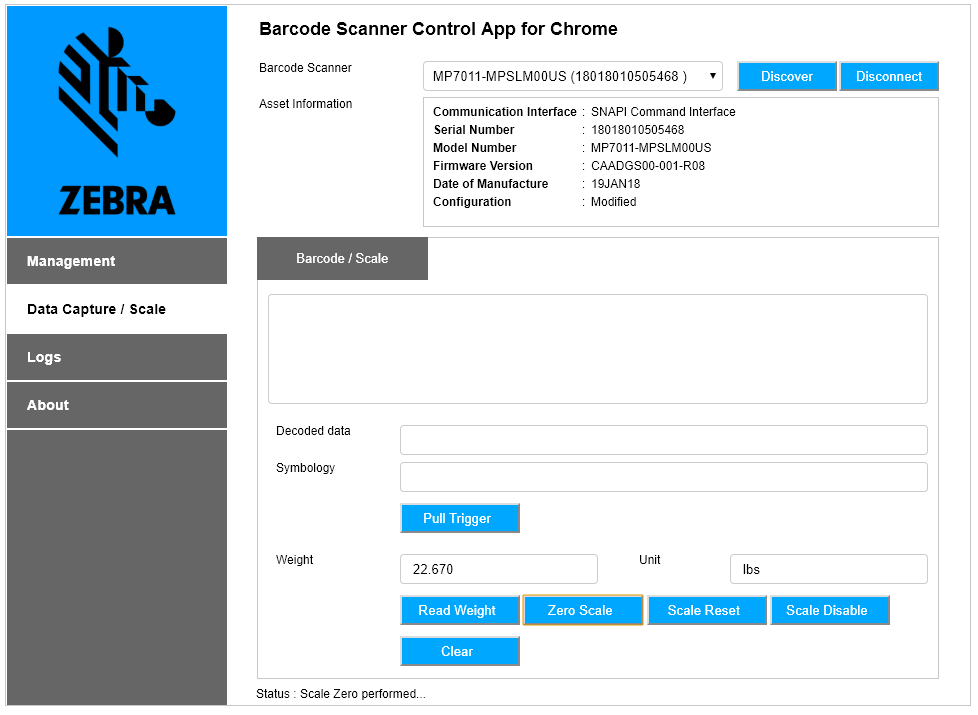 ZEBRA
Management
Data Capture / Scale
Logs
About
Barcode Scanner Control App for Chrome
Barcode Scanner MP7011-MPSLM00US (18018010505468 ) Discover Disconnect
Asset Information
Communication Interface : SNAPI Command Interface
Serial Number : 18018010505468
Model Number : MP7011-MPSLM00US
Firmware Version : CAADGS00-001-R08
Date of Manufacture : 19JAN18
Configuration : Modified
Barcode / Scale
Decoded data
Symbology
Pull Trigger
Weight 22.670 Unit lbs
Read Weight Zero Scale Scale Reset Scale Disable
Clear
Status : Scale Zero performed...